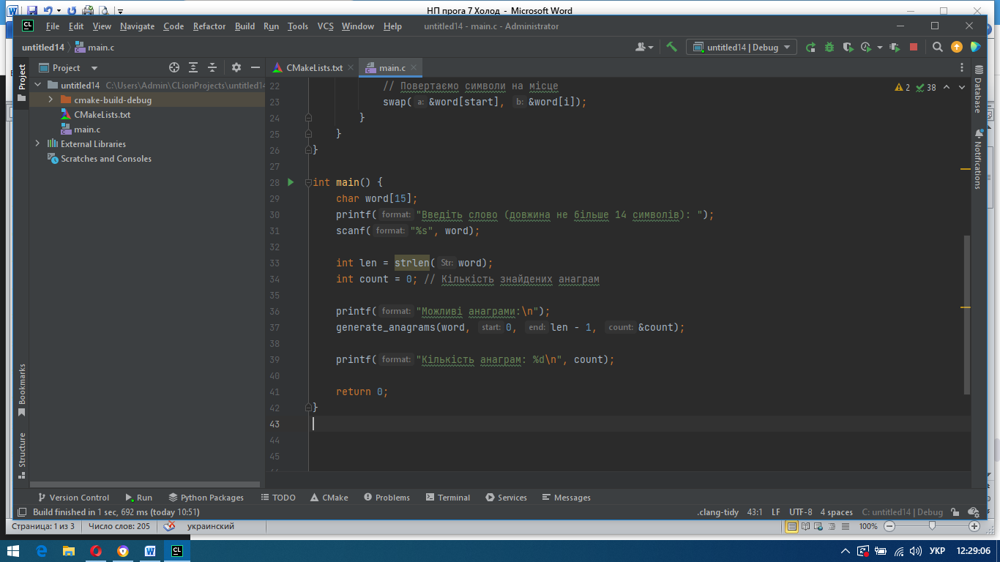 НП прога 7 Холод - Microsoft Word
CL
File Edit View Navigate Code Refactor Build Run Tools VCS Window Help untitled14 - main.c - Administrator
untitled14 main.c
untitled14 | Debug
Project
CMakeLists.txt
main.c
Project
Bookmarks
Structure
Database
Notifications
untitled14 C:\Users\Admin\CLionProjects\untitled14
cmake-build-debug
CMakeLists.txt
main.c
External Libraries
Scratches and Consoles
2 38
22 // Повертаємо символи на місце
23 swap( a: &word[start], b: &word[i]);
24 }
25 }
26 }
27
28 int main() {
29 char word[15];
30 printf( format: "Введіть слово (довжина не більше 14 символів): ");
31 scanf( format: "%s", word);
32
33 int len = strlen( Str: word);
34 int count = 0; // Кількість знайдених анаграм
35
36 printf( format: "Можливі анаграми:\n");
37 generate_anagrams(word, start: 0, end: len - 1, count: &count);
38
39 printf( format: "Кількість анаграм: %d\n", count);
40
41 return 0;
42 }
43
44
45
Version Control Run Python Packages TODO CMake Problems Terminal Services Messages
Build finished in 1 sec, 692 ms (today 10:51) .clang-tidy 43:1 LF UTF-8 4 spaces C: untitled14 | Debug
Страница: 1 из 3 Число слов: 205 украинский 100%
CL
УКР 12:29:06